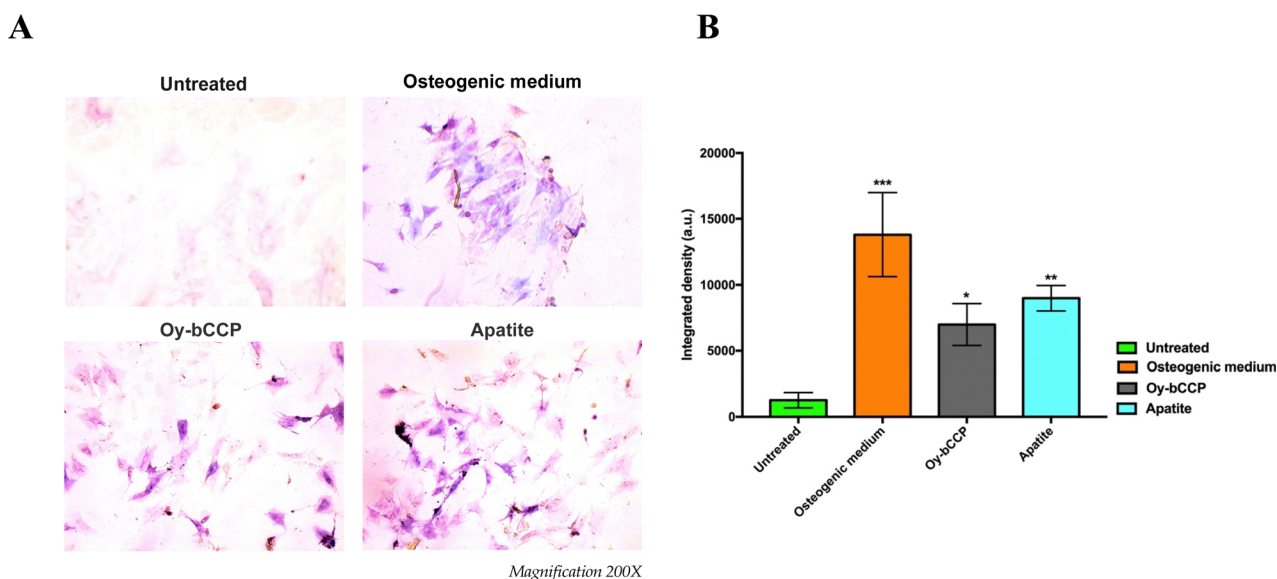 A
Untreated
Osteogenic medium
Oy-bCCP
Apatite
Magnification 200X
B
Integrated density (a.u.)
20000
15000
10000
5000
0
***
*
**
Untreated
Osteogenic medium
Oy-bCCP
Apatite
Untreated
Osteogenic medium
Oy-bCCP
Apatite